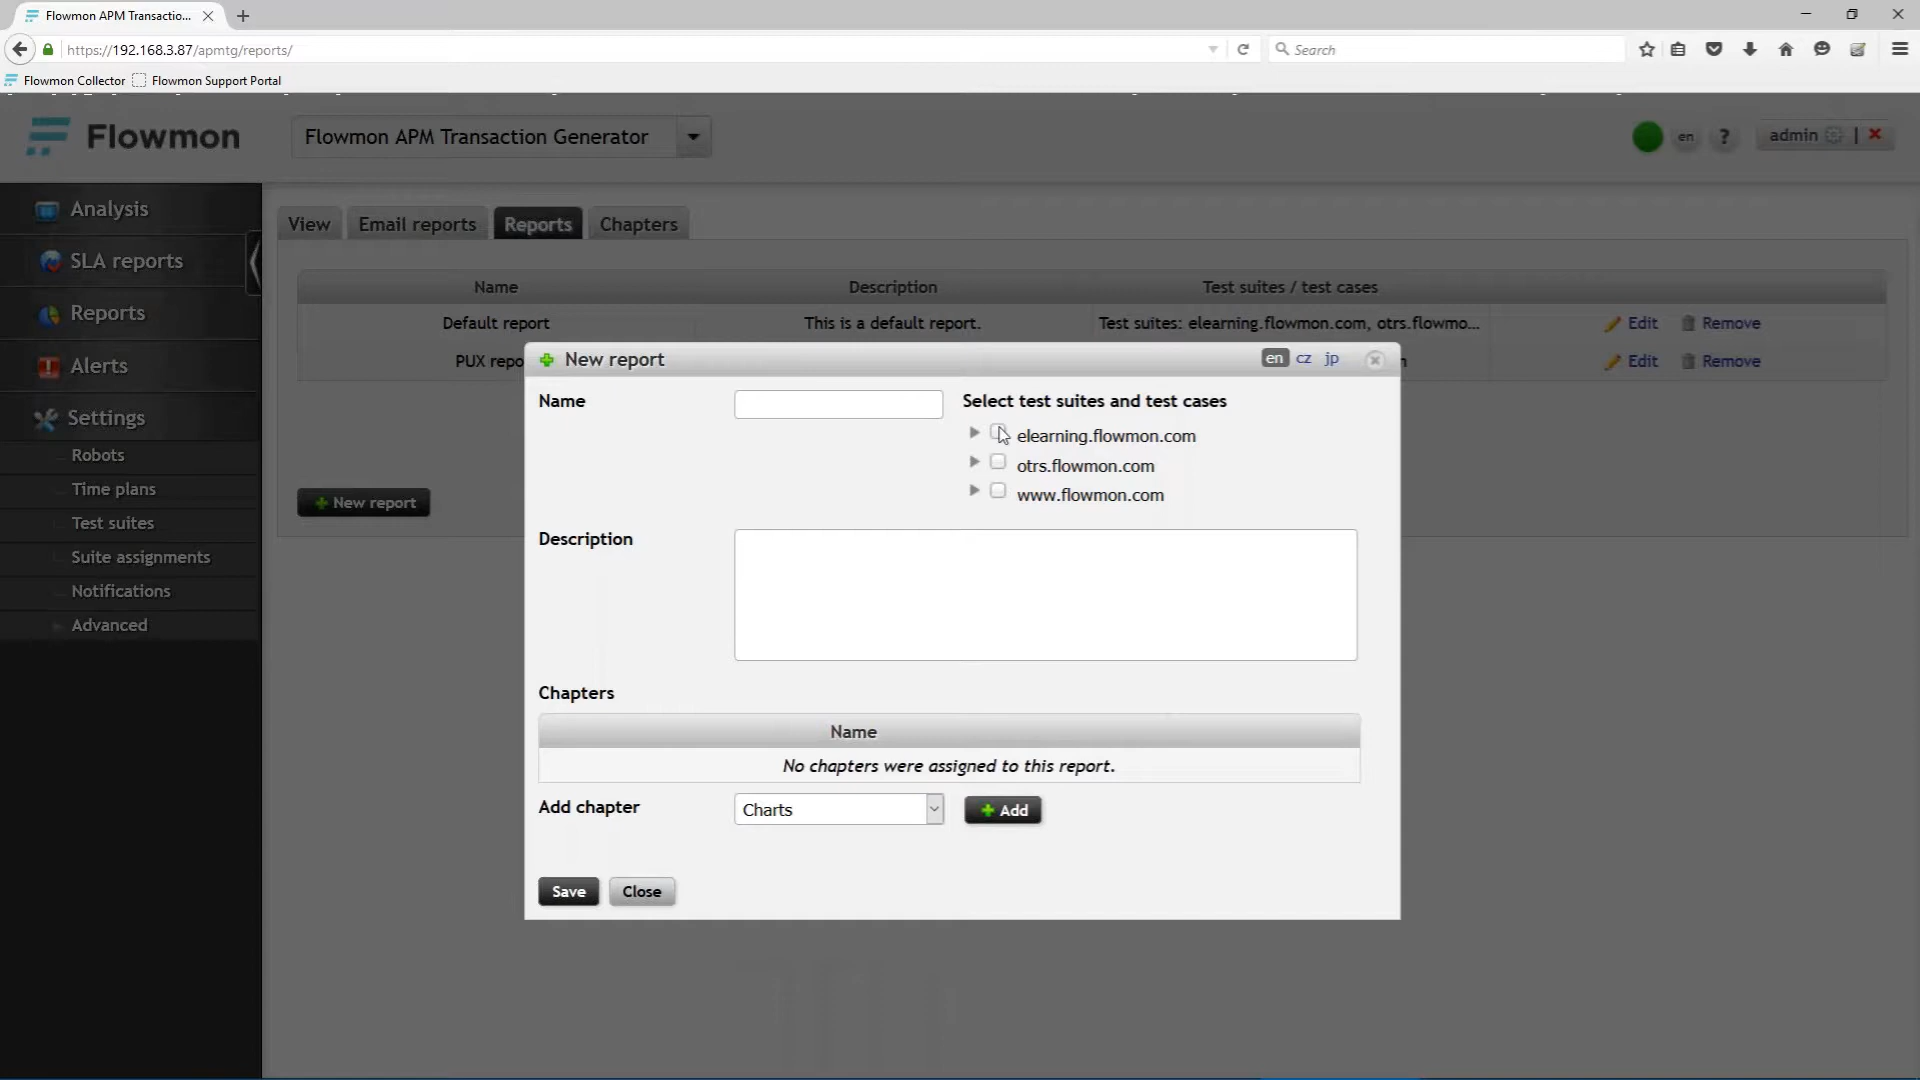 Flowmon APM Transactio...
https://192.168.3.87/apmtg/reports/
Search
Flowmon Collector
Flowmon Support Portal
Flowmon
Flowmon APM Transaction Generator
en
?
admin
Analysis
SLA reports
Reports
Alerts
Settings
Robots
Time plans
Test suites
Suite assignments
Notifications
Advanced
View
Email reports
Reports
Chapters
Name
Description
Test suites / test cases
Default report
This is a default report.
Test suites: elearning.flowmon.com, otrs.flowmo...
Edit
Remove
PUX repo
Edit
Remove
New report
New report
en cz jp
Name
Select test suites and test cases
elearning.flowmon.com
otrs.flowmon.com
www.flowmon.com
Description
Chapters
Name
No chapters were assigned to this report.
Add chapter
Charts
Add
Save
Close